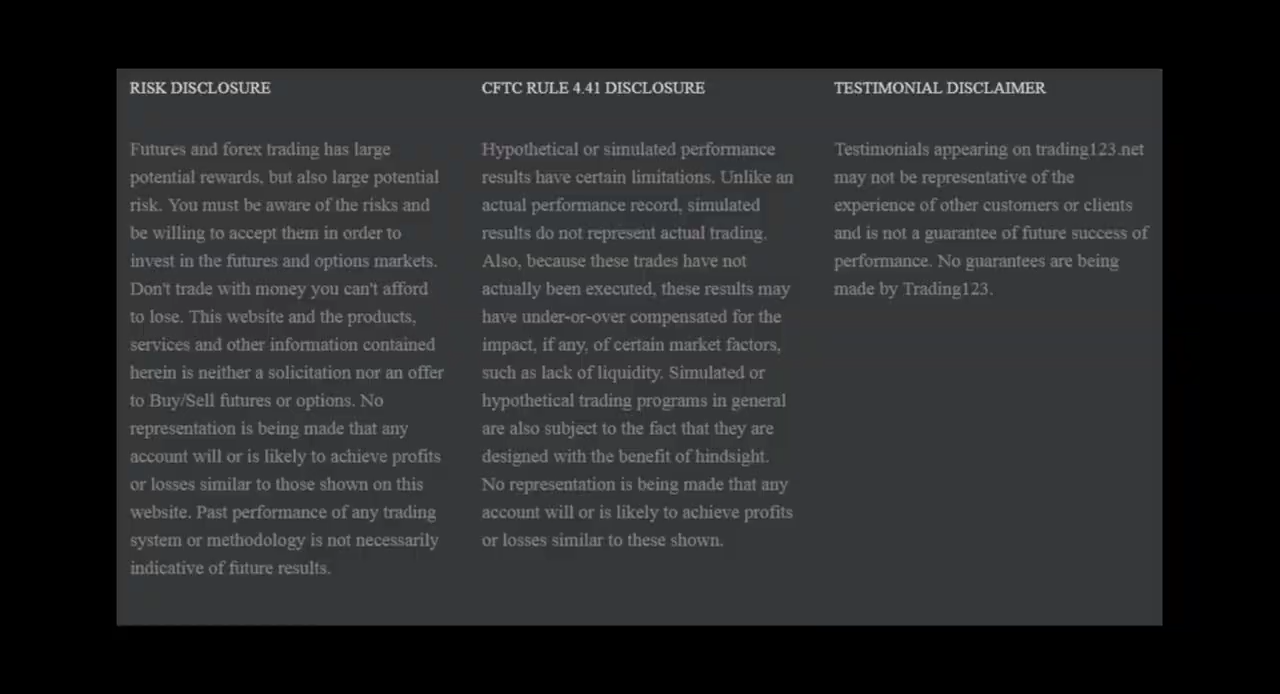 RISK DISCLOSURE
Futures and forex trading has large
potential rewards, but also large potential
risk. You must be aware of the risks and
be willing to accept them in order to
invest in the futures and options markets.
Don't trade with money you can't afford
to lose. This website and the products,
services and other information contained
herein is neither a solicitation nor an offer
to Buy/Sell futures or options. No
representation is being made that any
account will or is likely to achieve profits
or losses similar to those shown on this
website. Past performance of any trading
system or methodology is not necessarily
indicative of future results.
CFTC RULE 4.41 DISCLOSURE
Hypothetical or simulated performance
results have certain limitations. Unlike an
actual performance record, simulated
results do not represent actual trading.
Also, because these trades have not
actually been executed, these results may
have under-or-over compensated for the
impact, if any, of certain market factors,
such as lack of liquidity. Simulated or
hypothetical trading programs in general
are also subject to the fact that they are
designed with the benefit of hindsight.
No representation is being made that any
account will or is likely to achieve profits
or losses similar to these shown.
TESTIMONIAL DISCLAIMER
Testimonials appearing on trading123.net
may not be representative of the
experience of other customers or clients
and is not a guarantee of future success of
performance. No guarantees are being
made by Trading123.